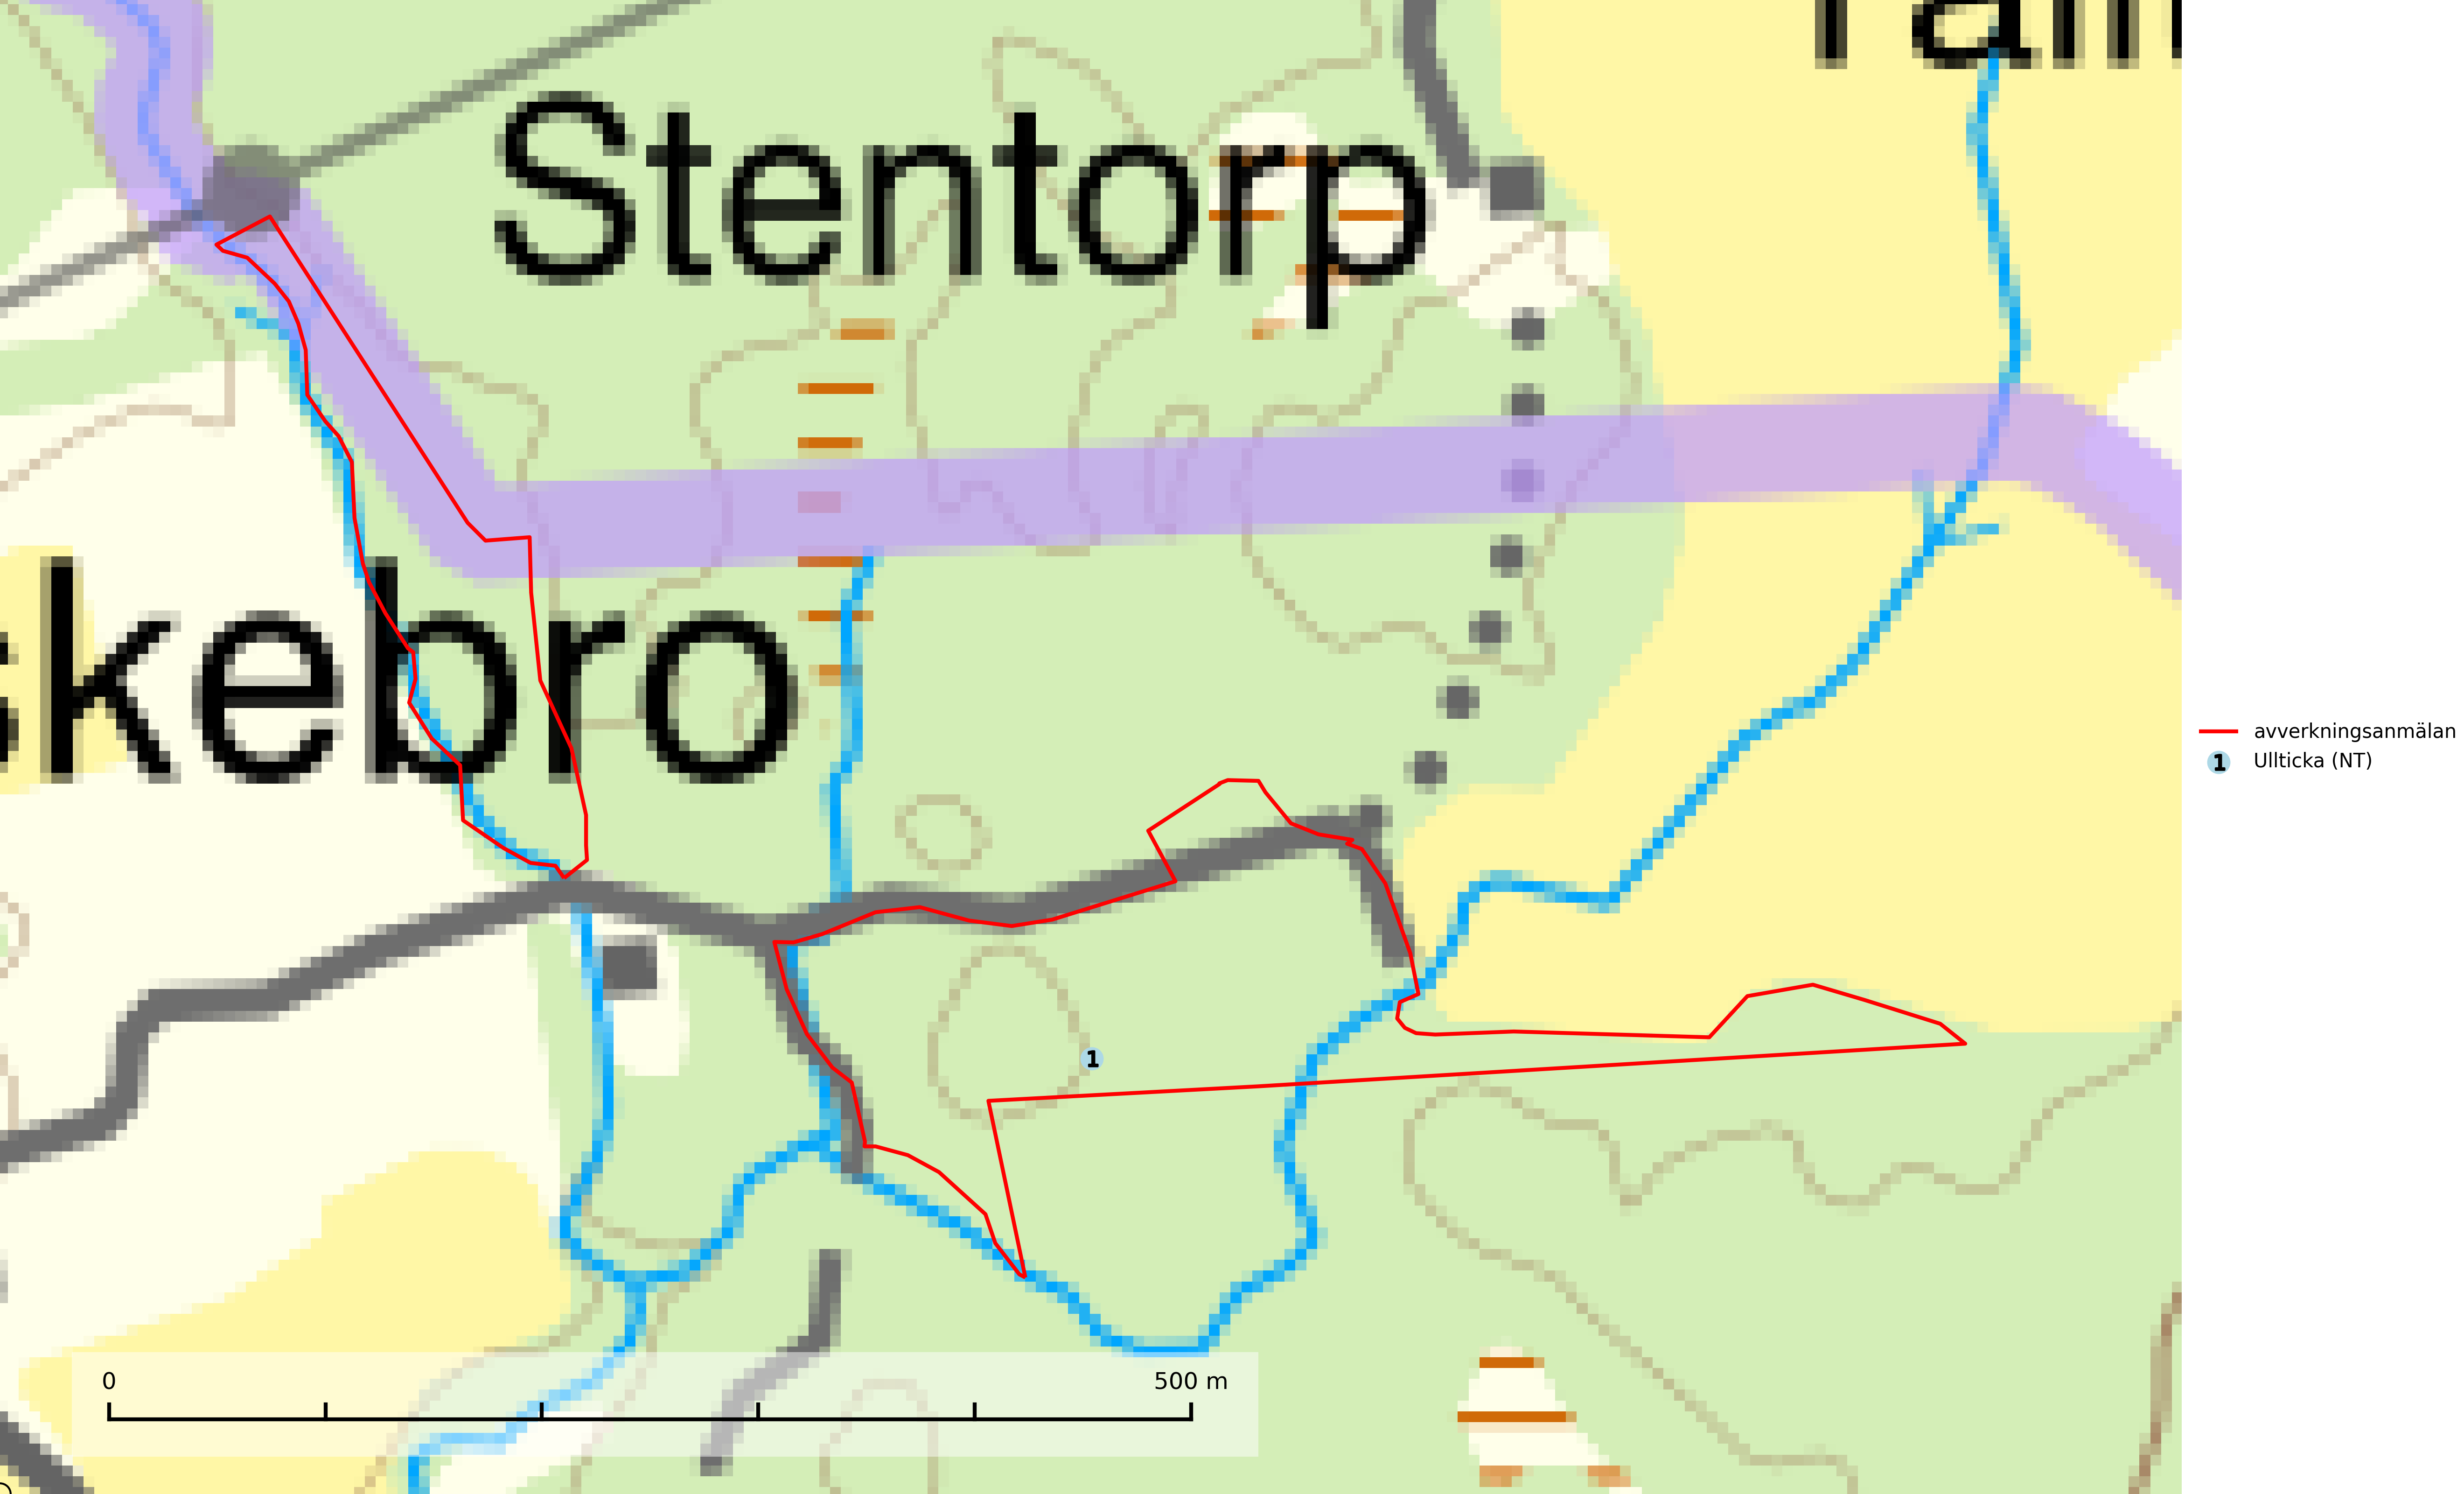 Stentorp
skebro
1
avverkningsanmälan
1 Ullticka (NT)
0 500 m